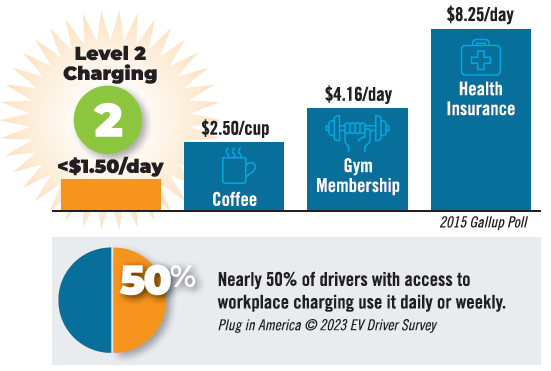 $8.25/day
Level 2
Charging
2
<$1.50/day
$2.50/cup
Coffee
$4.16/day
Gym
Membership
Health
Insurance
2015 Gallup Poll
50%
Nearly 50% of drivers with access to
workplace charging use it daily or weekly.
Plug in America © 2023 EV Driver Survey